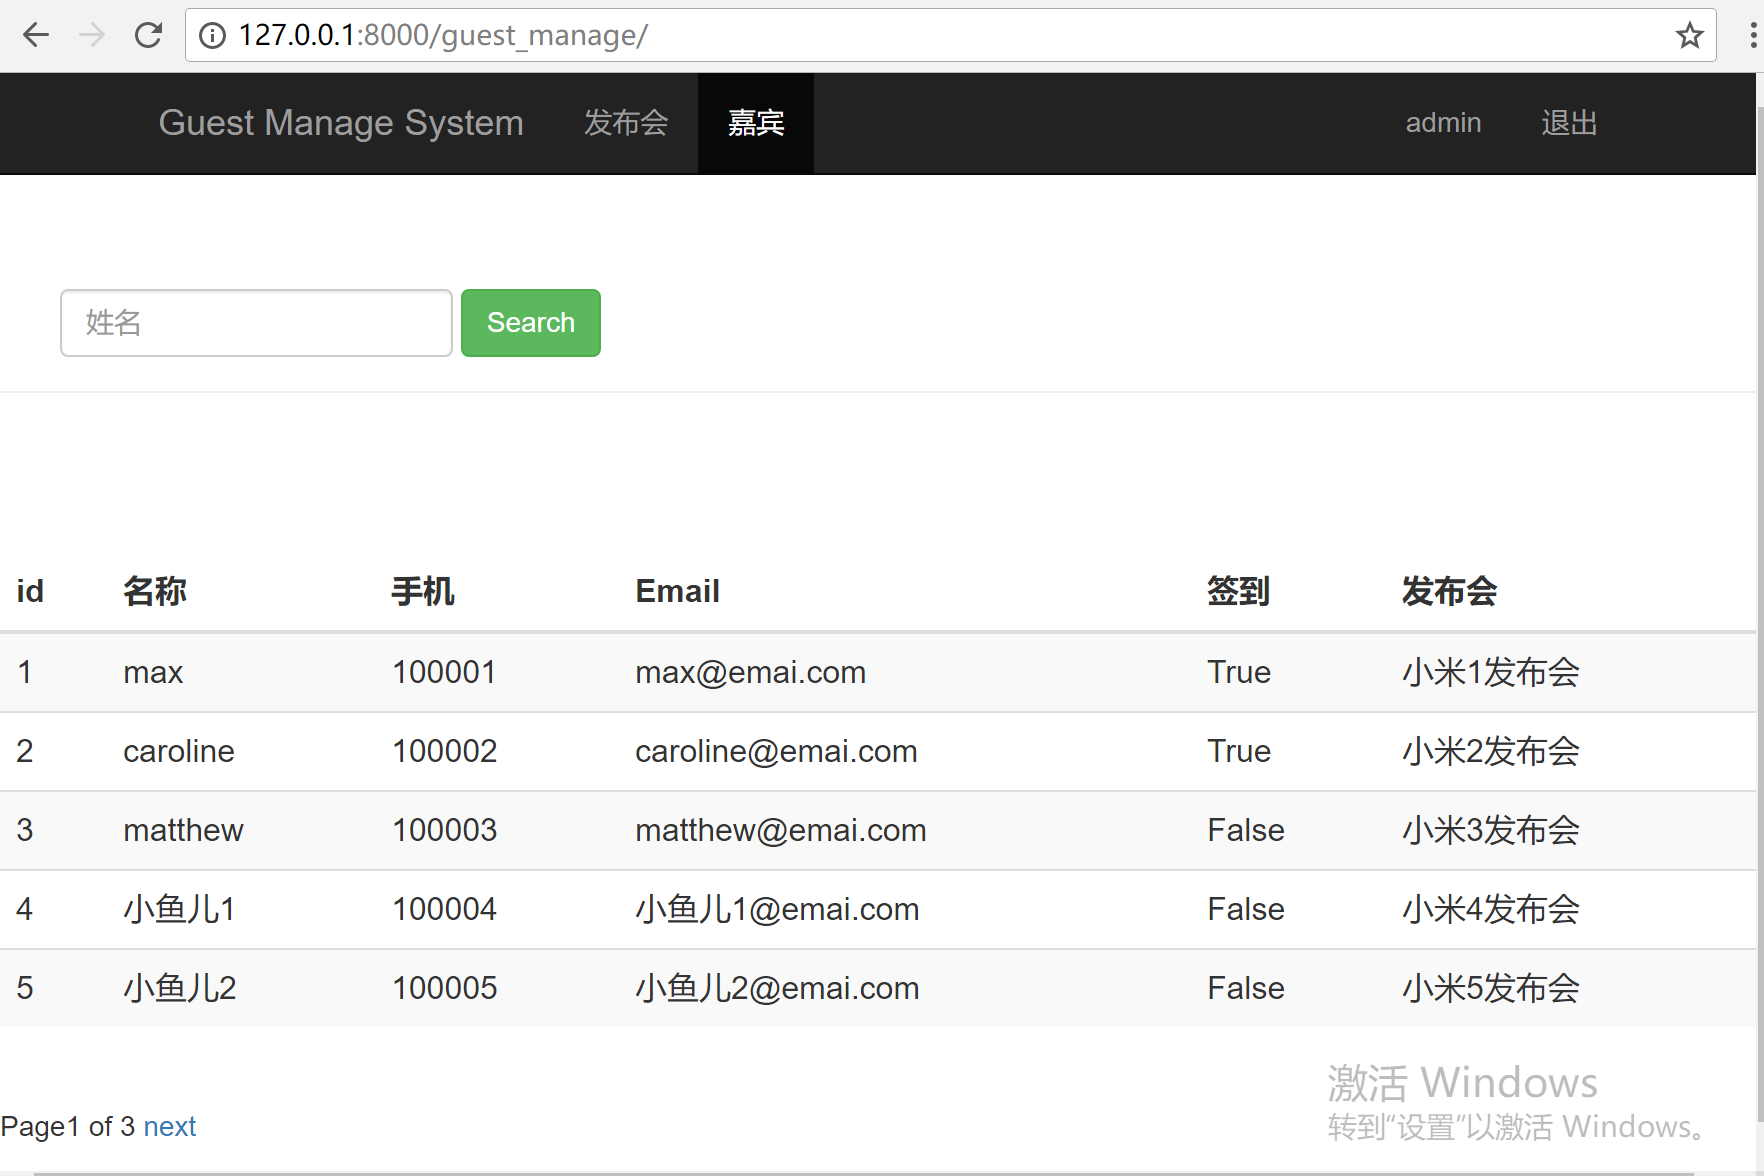 127.0.0.1:8000/guest_manage/
Guest Manage System 发布会 嘉宾 admin 退出
姓名 Search
id 名称 手机 Email 签到 发布会
1 max 100001 max@emai.com True 小米1发布会
2 caroline 100002 caroline@emai.com True 小米2发布会
3 matthew 100003 matthew@emai.com False 小米3发布会
4 小鱼儿1 100004 小鱼儿1@emai.com False 小米4发布会
5 小鱼儿2 100005 小鱼儿2@emai.com False 小米5发布会
激活 Windows
Page1 of 3 next 转到“设置”以激活 Windows。